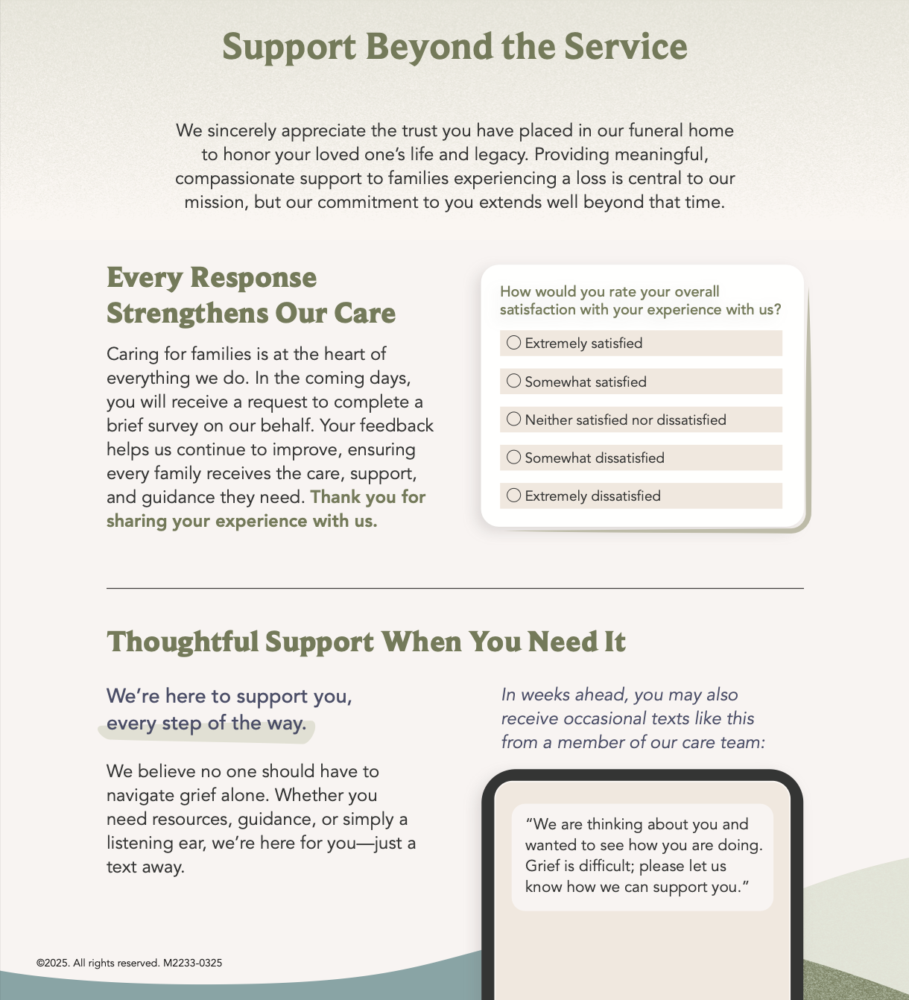 Support Beyond the Service
We sincerely appreciate the trust you have placed in our funeral home
to honor your loved one’s life and legacy. Providing meaningful,
compassionate support to families experiencing a loss is central to our
mission, but our commitment to you extends well beyond that time.
Every Response
Strengthens Our Care
Caring for families is at the heart of
everything we do. In the coming days,
you will receive a request to complete a
brief survey on our behalf. Your feedback
helps us continue to improve, ensuring
every family receives the care, support,
and guidance they need. Thank you for
sharing your experience with us.
How would you rate your overall
satisfaction with your experience with us?
Extremely satisfied
Somewhat satisfied
Neither satisfied nor dissatisfied
Somewhat dissatisfied
Extremely dissatisfied
Thoughtful Support When You Need It
We’re here to support you,
every step of the way.
We believe no one should have to
navigate grief alone. Whether you
need resources, guidance, or simply a
listening ear, we’re here for you—just a
text away.
In weeks ahead, you may also
receive occasional texts like this
from a member of our care team:
“We are thinking about you and
wanted to see how you are doing.
Grief is difficult; please let us
know how we can support you.”
©2025. All rights reserved. M2233-0325